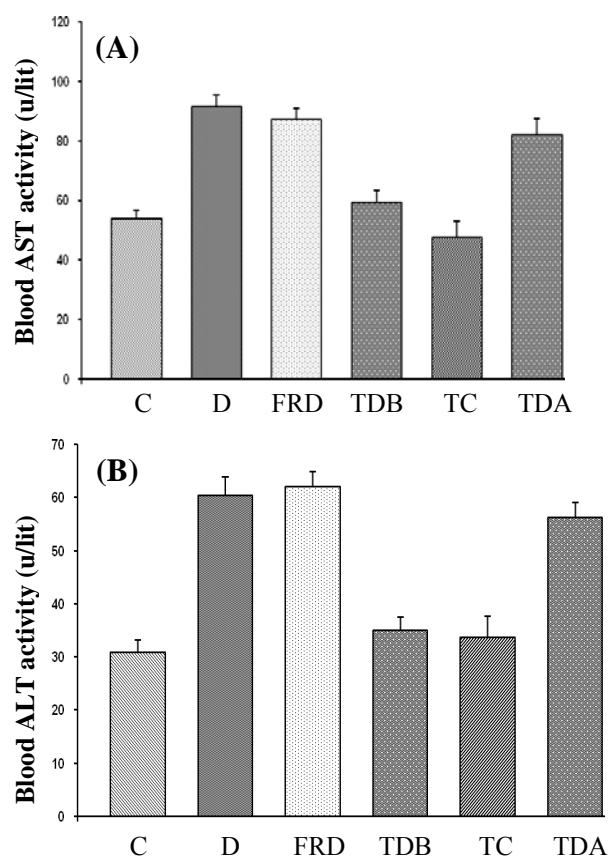 (A)
Blood AST activity (u/lit)
120
100
80
60
40
20
0
C D FRD TDB TC TDA
(B)
Blood ALT activity (u/lit)
70
60
50
40
30
20
10
0
C D FRD TDB TC TDA